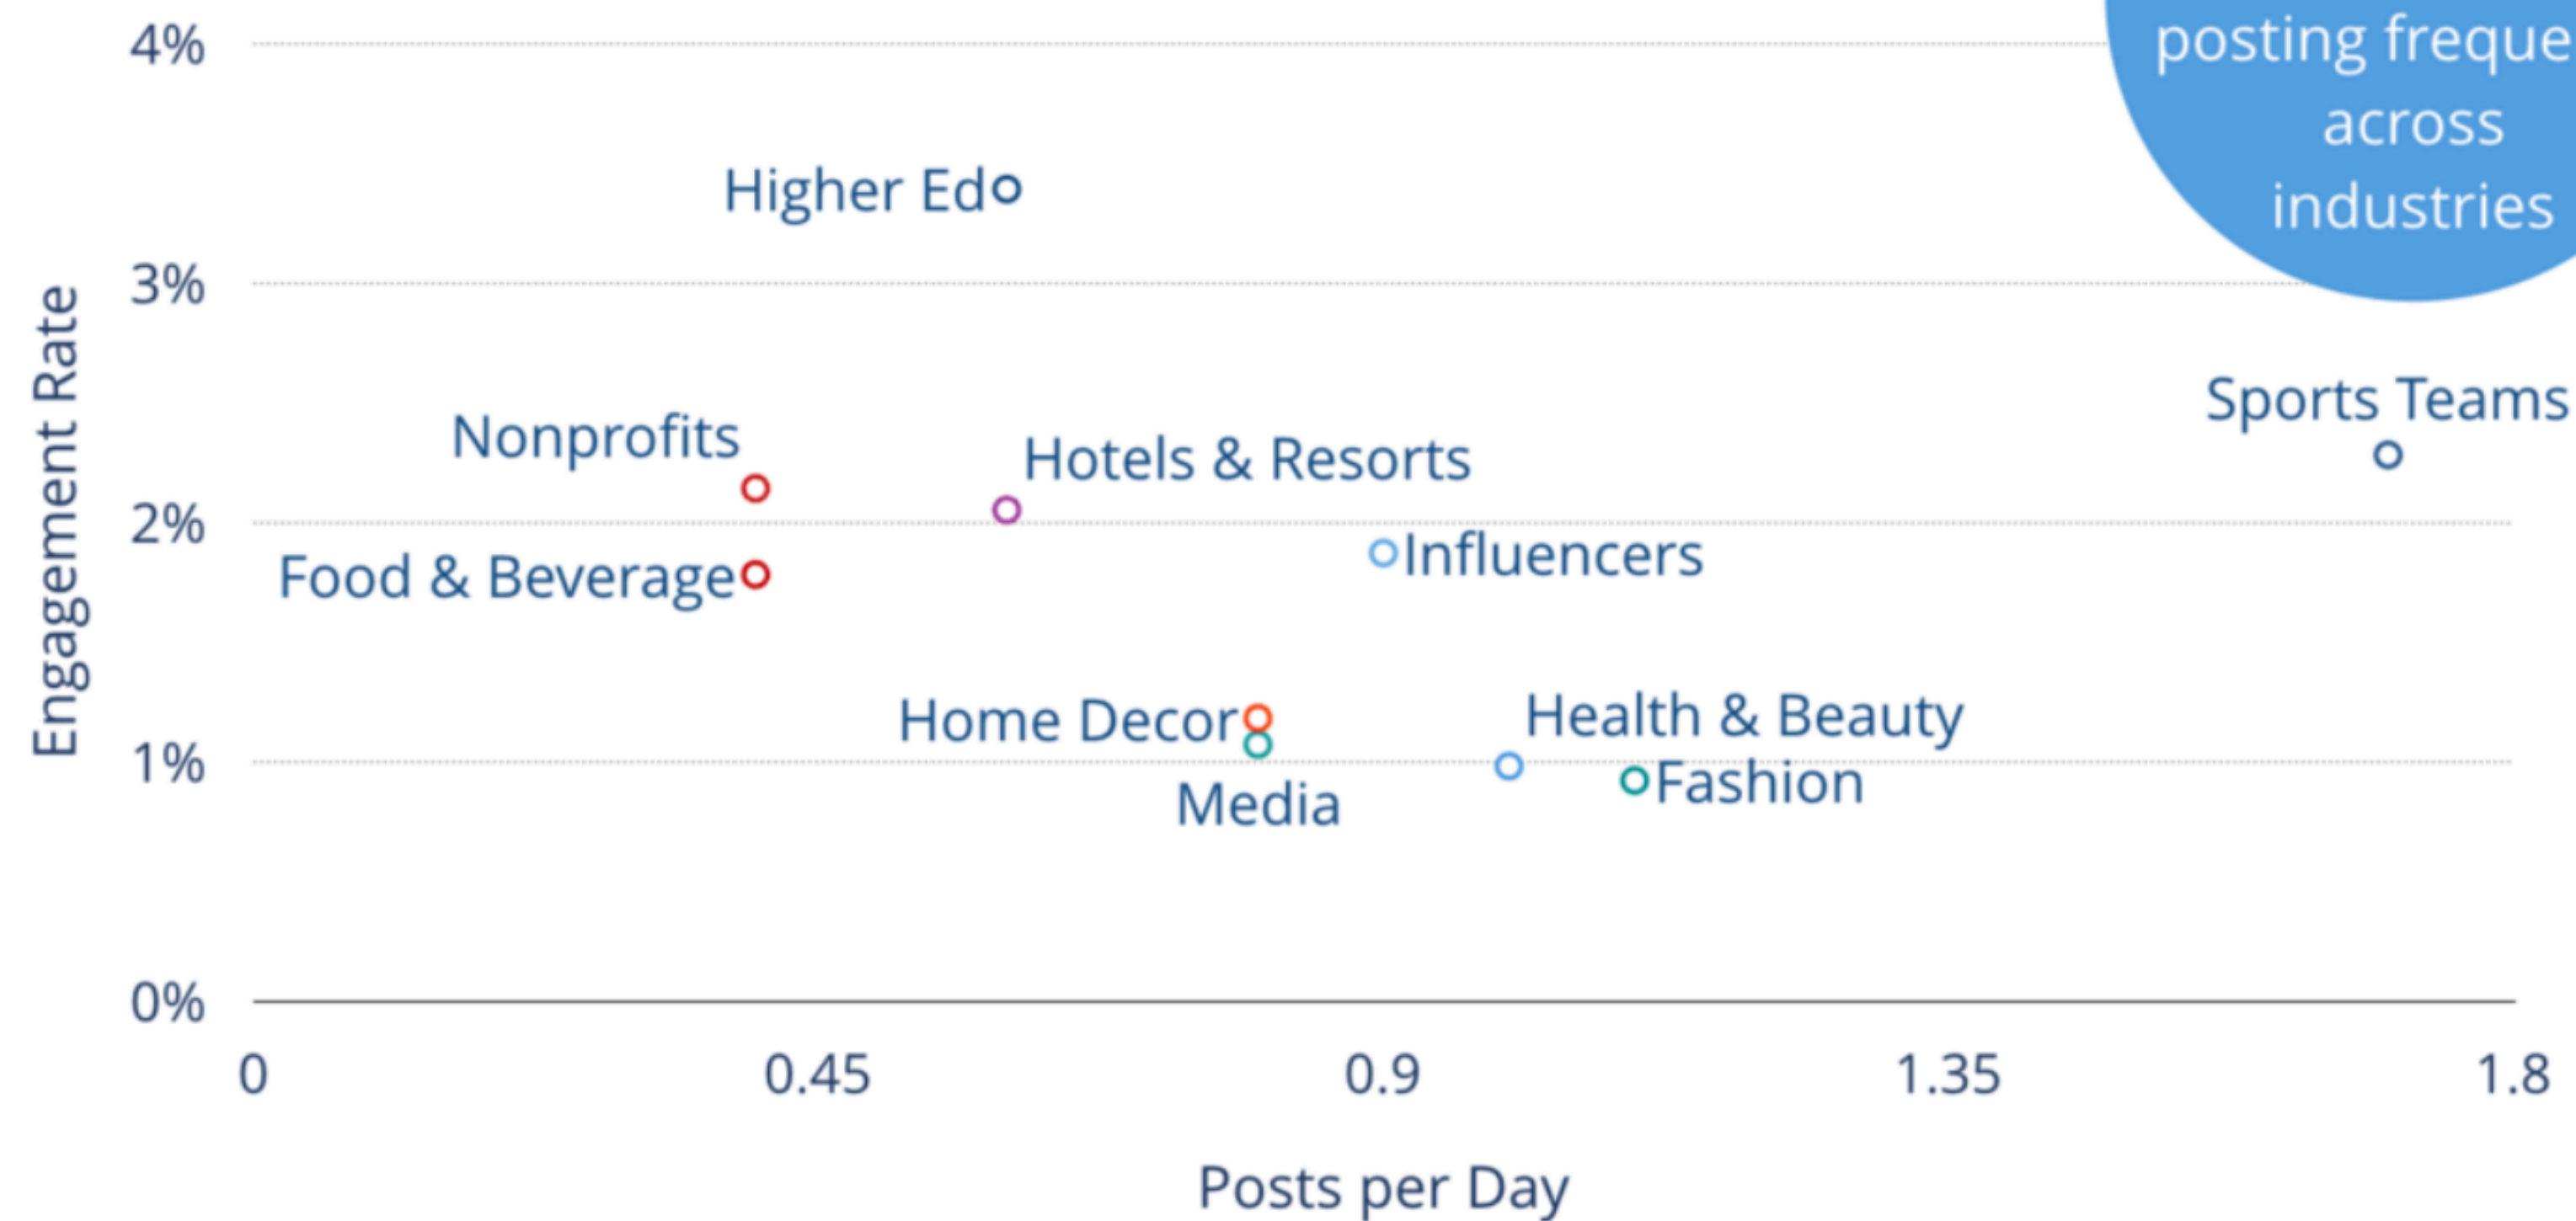 4%
posting freque
across
industries
Higher Ed
3%
Sports Teams
Nonprofits
Hotels & Resorts
2%
Influencers
Food & Beverage
Engagement Rate
Home Decor
Health & Beauty
1%
Fashion
Media
0%
0 0.45 0.9 1.35 1.8
Posts per Day